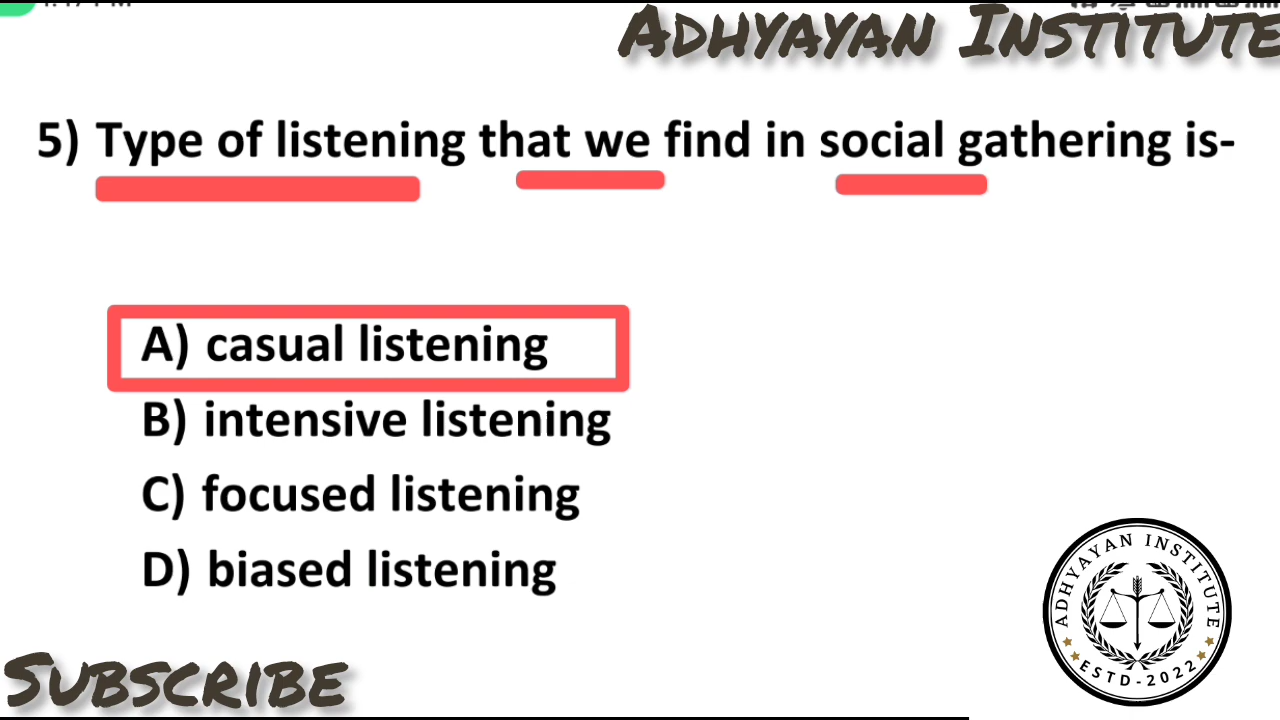 ADHYAYAN INSTITUTE
5) Type of listening that we find in social gathering is-
A) casual listening
B) intensive listening
C) focused listening
D) biased listening
ADHYAYAN INSTITUTE
ESTD-2022
SUBSCRIBE